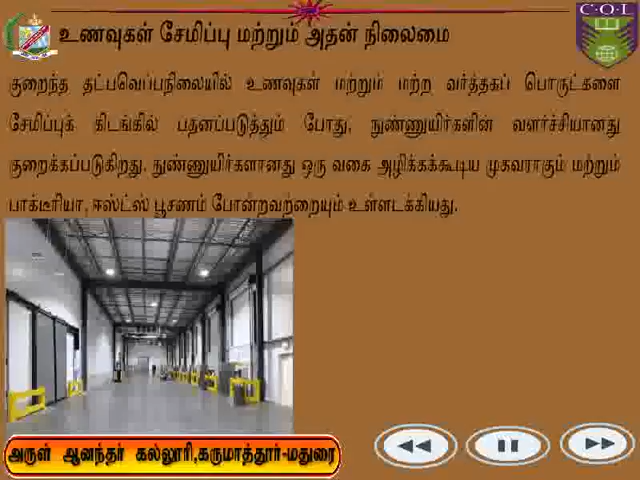 C O L
உணவுகள் சேமிப்பு மற்றும் அதன் நிலைமை
குறைந்த தட்பவெப்பநிலையில் உணவுகள் மற்றும் மற்ற வர்த்தகப் பொருட்களை
சேமிப்புக் கிடங்கில் பதனப்படுத்தும் போது, நுண்ணுயிர்களின் வளர்ச்சியானது
குறைக்கப்படுகிறது. நுண்ணுயிர்களானது ஒரு வகை அழிக்கக்கூடிய முகவராகும் மற்றும்
பாக்டீரியா, ஈஸ்ட்ஸ் பூசணம் போன்றவற்றையும் உள்ளடக்கியது.
அருள் ஆனந்தர் கல்லூரி,கருமாத்தூர்-மதுரை